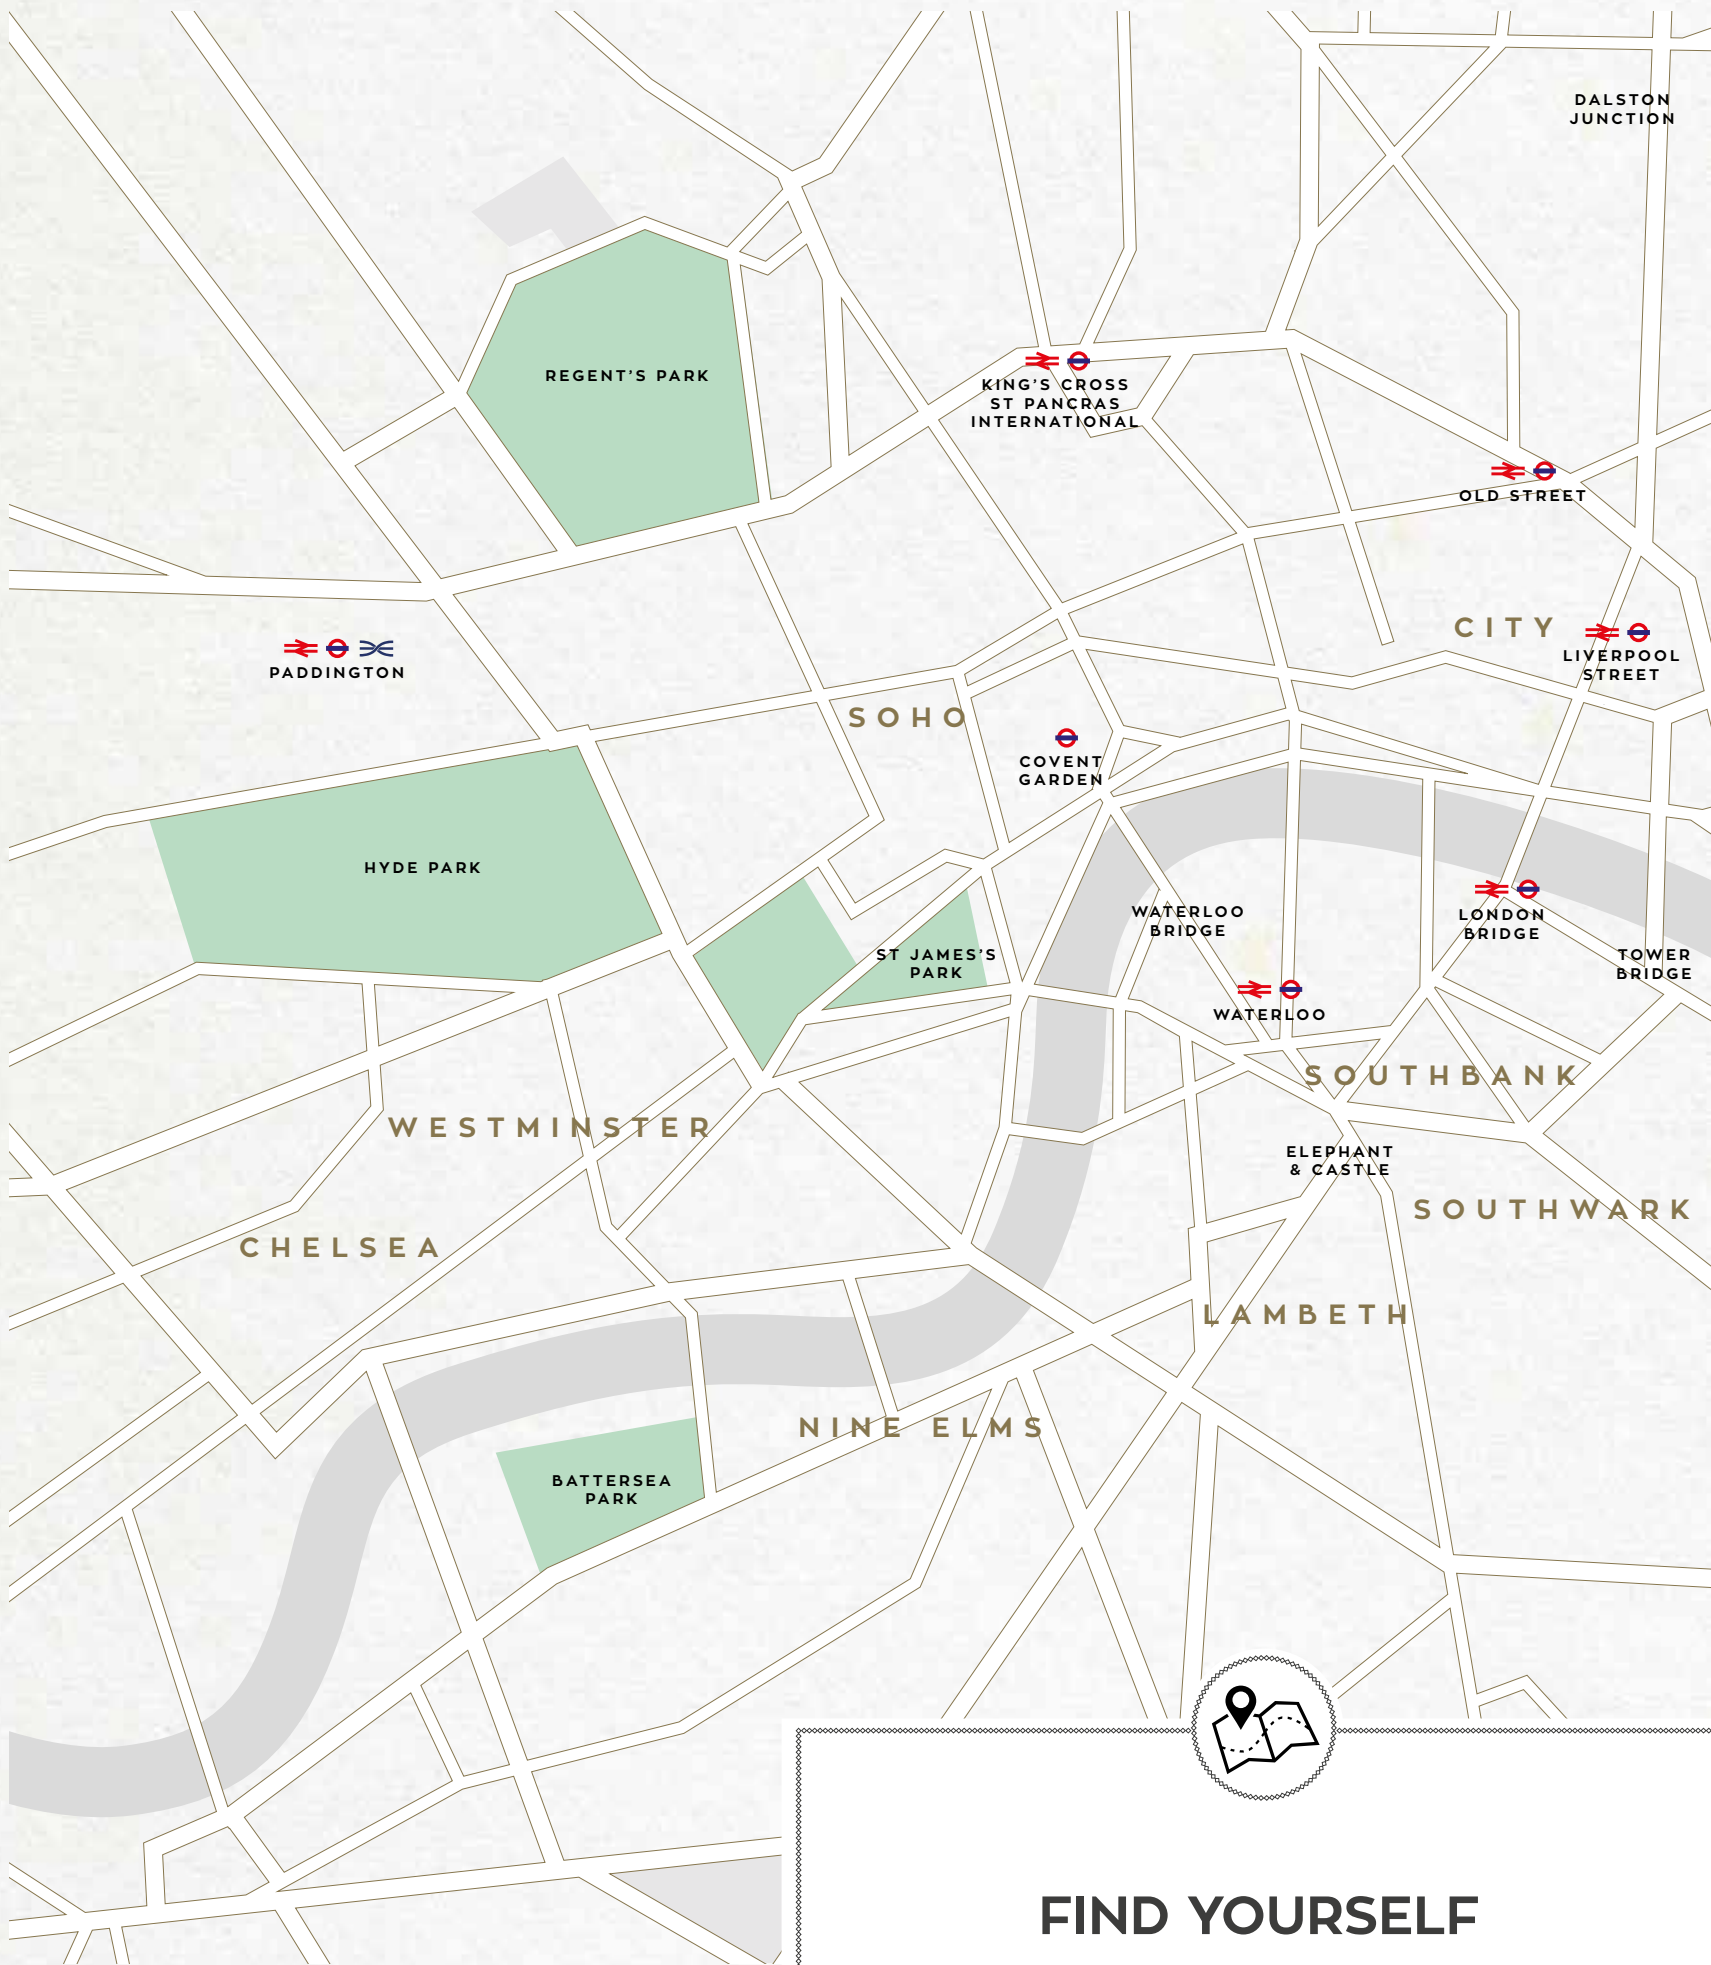 DALSTON
JUNCTION
REGENT'S PARK
KING'S CROSS
ST PANCRAS
INTERNATIONAL
OLD STREET
CITY
LIVERPOOL
STREET
PADDINGTON
SOHO
COVENT
GARDEN
HYDE PARK
WATERLOO
BRIDGE
LONDON
BRIDGE
ST JAMES'S
PARK
TOWER
BRIDGE
WATERLOO
SOUTHBANK
WESTMINSTER
ELEPHANT
& CASTLE
SOUTHWARK
CHELSEA
LAMBETH
NINE ELMS
BATTERSEA
PARK
FIND YOURSELF